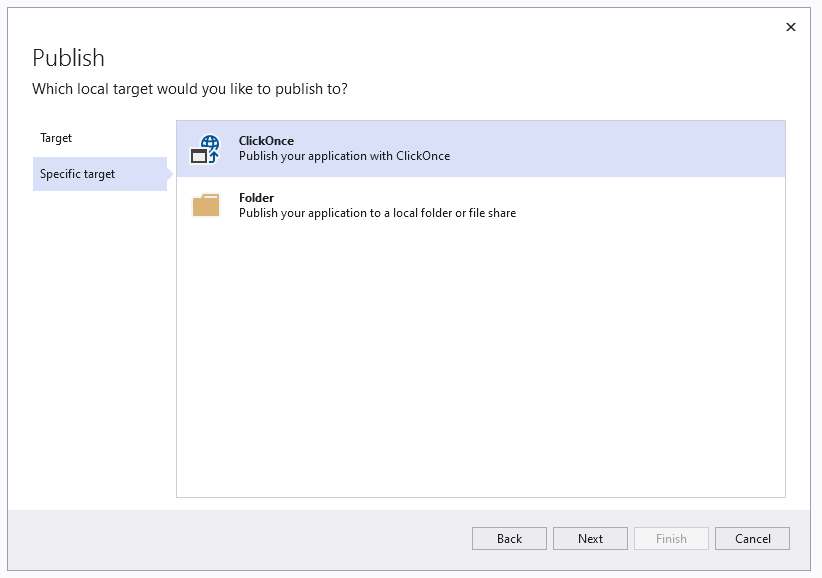 Publish
Which local target would you like to publish to?
Target
Specific target
ClickOnce
Publish your application with ClickOnce
Folder
Publish your application to a local folder or file share
Back
Next
Finish
Cancel